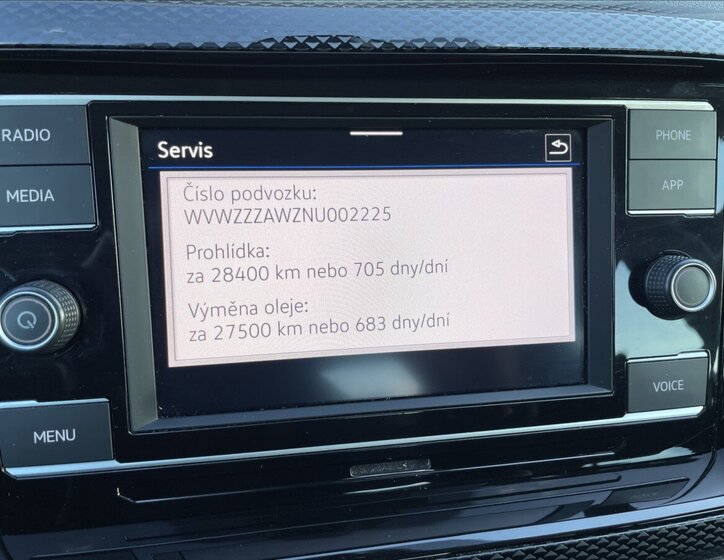 RADIO
MEDIA
MENU
Servis
Číslo podvozku:
WVWZZZAWZNU002225
Prohlídka:
za 28400 km nebo 705 dny/dní
Výměna oleje:
za 27500 km nebo 683 dny/dní
PHONE
APP
VOICE